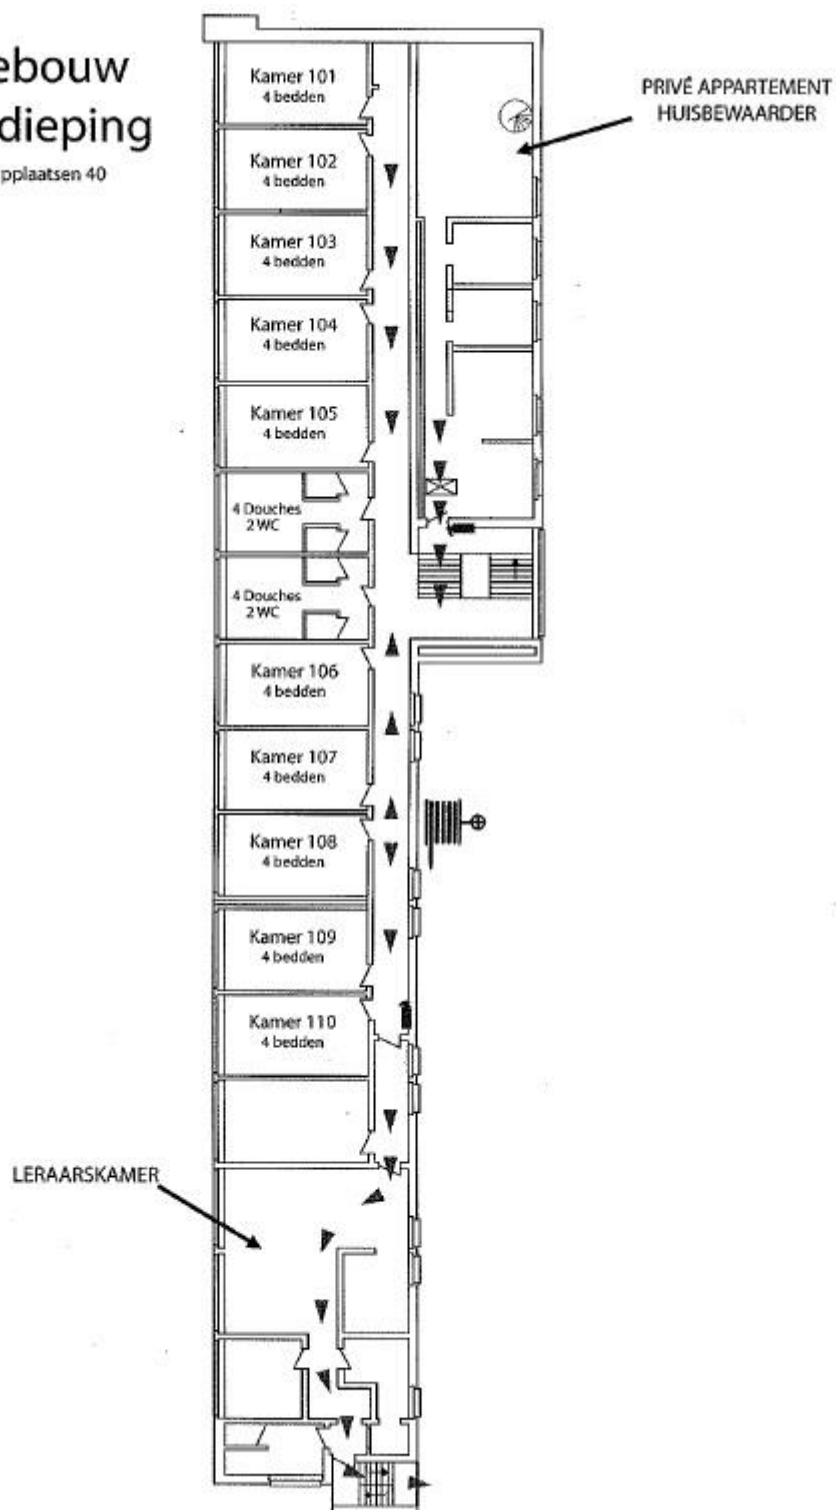 ebouw
dieping
pplaatsen 40
PRIVÉ APPARTEMENT
HUISBEWAARDER
Kamer 101
4 bedden
Kamer 102
4 bedden
Kamer 103
4 bedden
Kamer 104
4 bedden
Kamer 105
4 bedden
4 Douches
2 WC
4 Douches
2 WC
Kamer 106
4 bedden
Kamer 107
4 bedden
Kamer 108
4 bedden
Kamer 109
4 bedden
Kamer 110
4 bedden
LERAARSKAMER